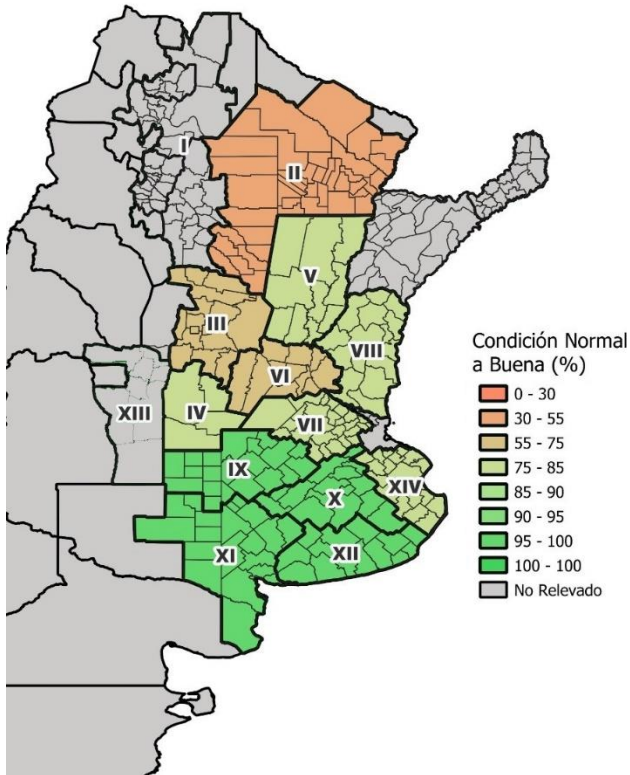 I
II
V
III
VIII
VI
XIII
IV
VII
IX
X
XIV
XI
XII
Condición Normal
a Buena (%)
0 - 30
30 - 55
55 - 75
75 - 85
85 - 90
90 - 95
95 - 100
100 - 100
No Relevado